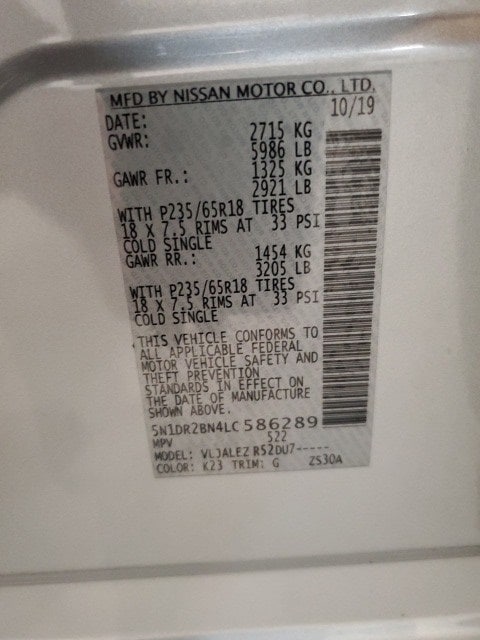 MFD BY NISSAN MOTOR CO., LTD.
DATE: 10/19
GVWR: 2715 KG
5986 LB
GAWR FR.: 1325 KG
2921 LB
WITH P235/65R18 TIRES
18 X 7.5 RIMS AT 33 PSI
COLD SINGLE
GAWR RR.: 1454 KG
3205 LB
WITH P235/65R18 TIRES
18 X 7.5 RIMS AT 33 PSI
COLD SINGLE
THIS VEHICLE CONFORMS TO
ALL APPLICABLE FEDERAL
MOTOR VEHICLE SAFETY AND
THEFT PREVENTION
STANDARDS IN EFFECT ON
THE DATE OF MANUFACTURE
SHOWN ABOVE.
5N1DR2BN4LC586289
MPV 522
MODEL: VLJALEZ R52DU7-----
COLOR: K23 TRIM: G ZS30A